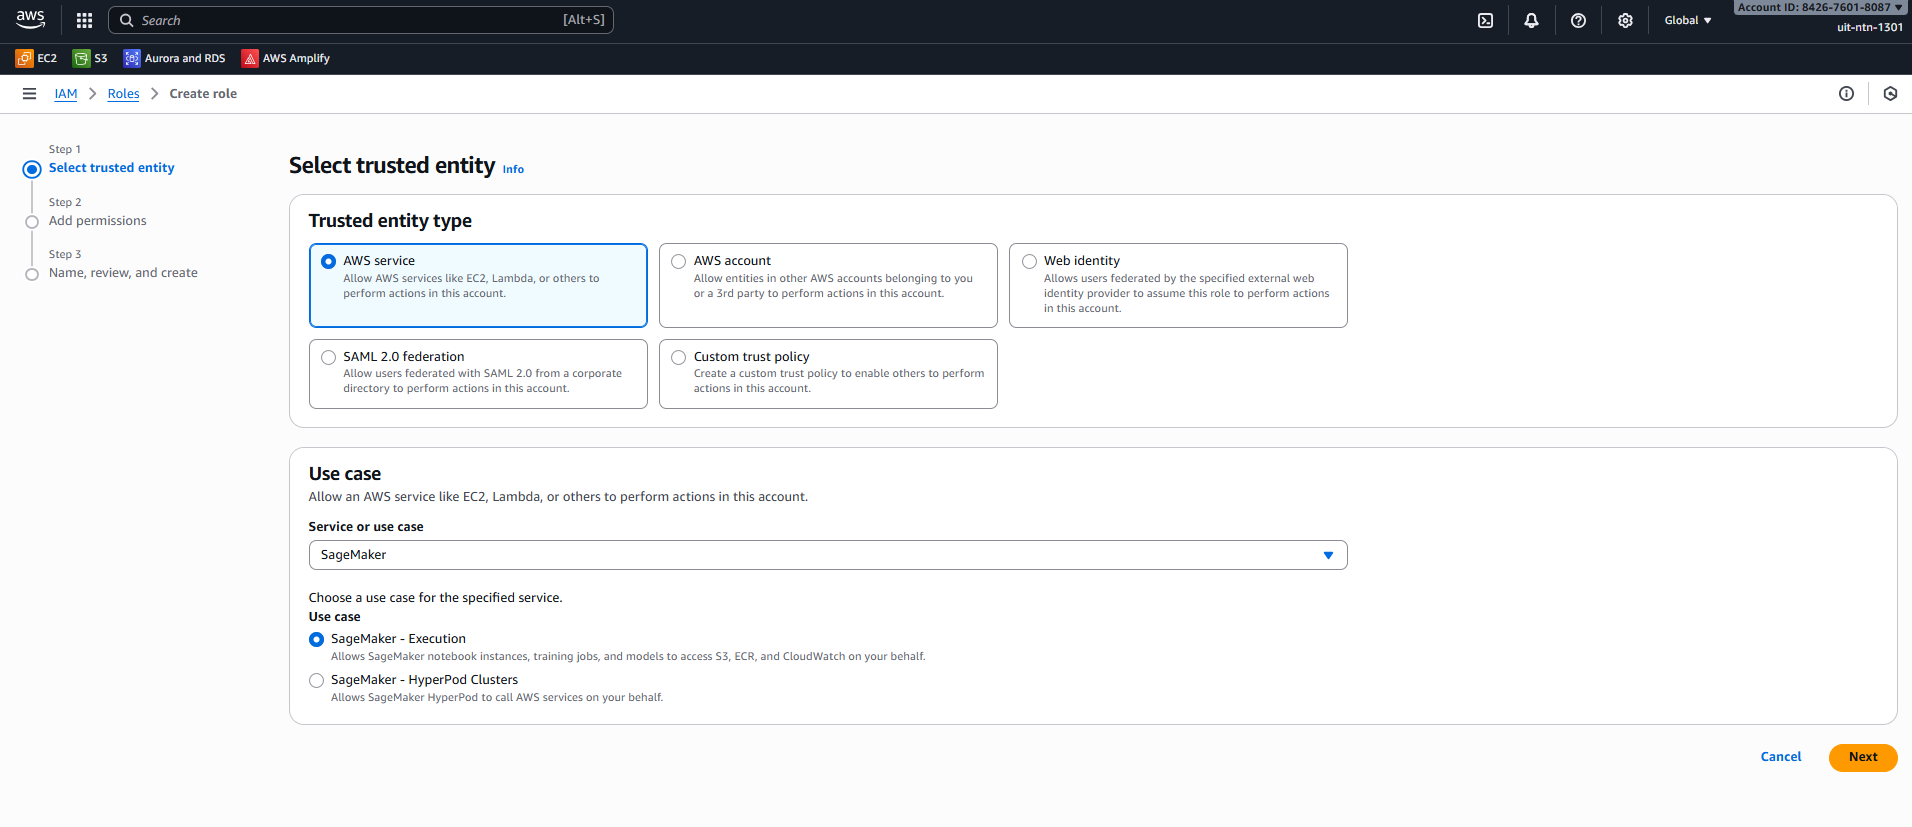 aws
Search [Alt+S]
Global
Account ID: 8426-7601-8087
uit-ntn-1301
EC2 S3 Aurora and RDS AWS Amplify
IAM Roles Create role
Step 1
Select trusted entity
Step 2
Add permissions
Step 3
Name, review, and create
Select trusted entity Info
Trusted entity type
AWS service
Allow AWS services like EC2, Lambda, or others to
perform actions in this account.
AWS account
Allow entities in other AWS accounts belonging to you
or a 3rd party to perform actions in this account.
Web identity
Allows users federated by the specified external web
identity provider to assume this role to perform actions
in this account.
SAML 2.0 federation
Allow users federated with SAML 2.0 from a corporate
directory to perform actions in this account.
Custom trust policy
Create a custom trust policy to enable others to perform
actions in this account.
Use case
Allow an AWS service like EC2, Lambda, or others to perform actions in this account.
Service or use case
SageMaker
Choose a use case for the specified service.
Use case
SageMaker - Execution
Allows SageMaker notebook instances, training jobs, and models to access S3, ECR, and CloudWatch on your behalf.
SageMaker - HyperPod Clusters
Allows SageMaker HyperPod to call AWS services on your behalf.
Cancel Next